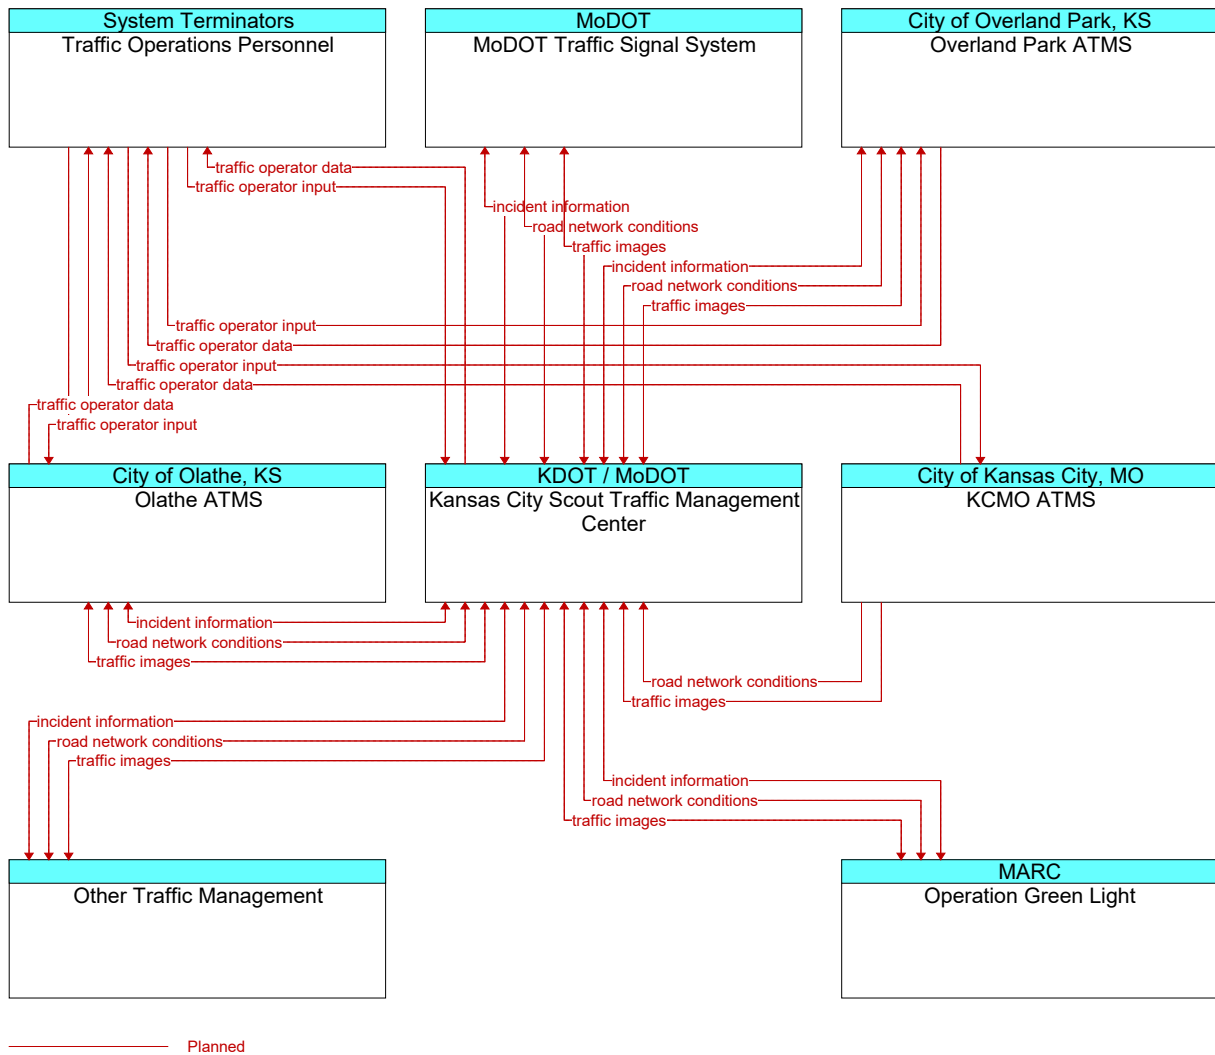 System Terminators
Traffic Operations Personnel
MoDOT
MoDOT Traffic Signal System
City of Overland Park, KS
Overland Park ATMS
traffic operator data
traffic operator input
incident information
road network conditions
traffic images
incident information
road network conditions
traffic images
traffic operator input
traffic operator data
traffic operator input
traffic operator data
traffic operator data
traffic operator input
City of Olathe, KS
Olathe ATMS
KDOT / MoDOT
Kansas City Scout Traffic Management
Center
City of Kansas City, MO
KCMO ATMS
incident information
road network conditions
traffic images
road network conditions
traffic images
incident information
road network conditions
traffic images
incident information
road network conditions
traffic images
Other Traffic Management
MARC
Operation Green Light
Planned